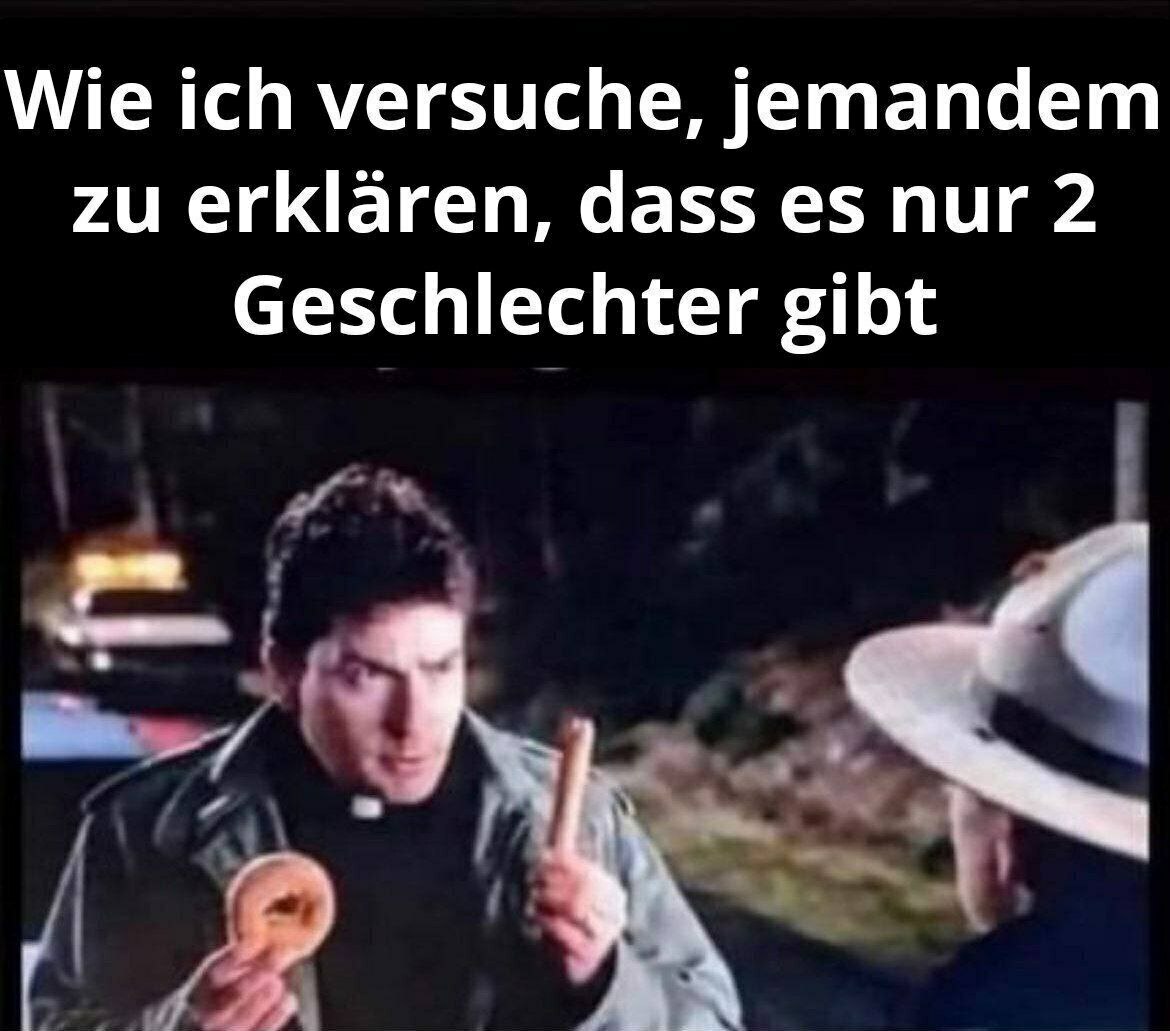 Wie ich versuche, jemandem
zu erklären, dass es nur 2
Geschlechter gibt